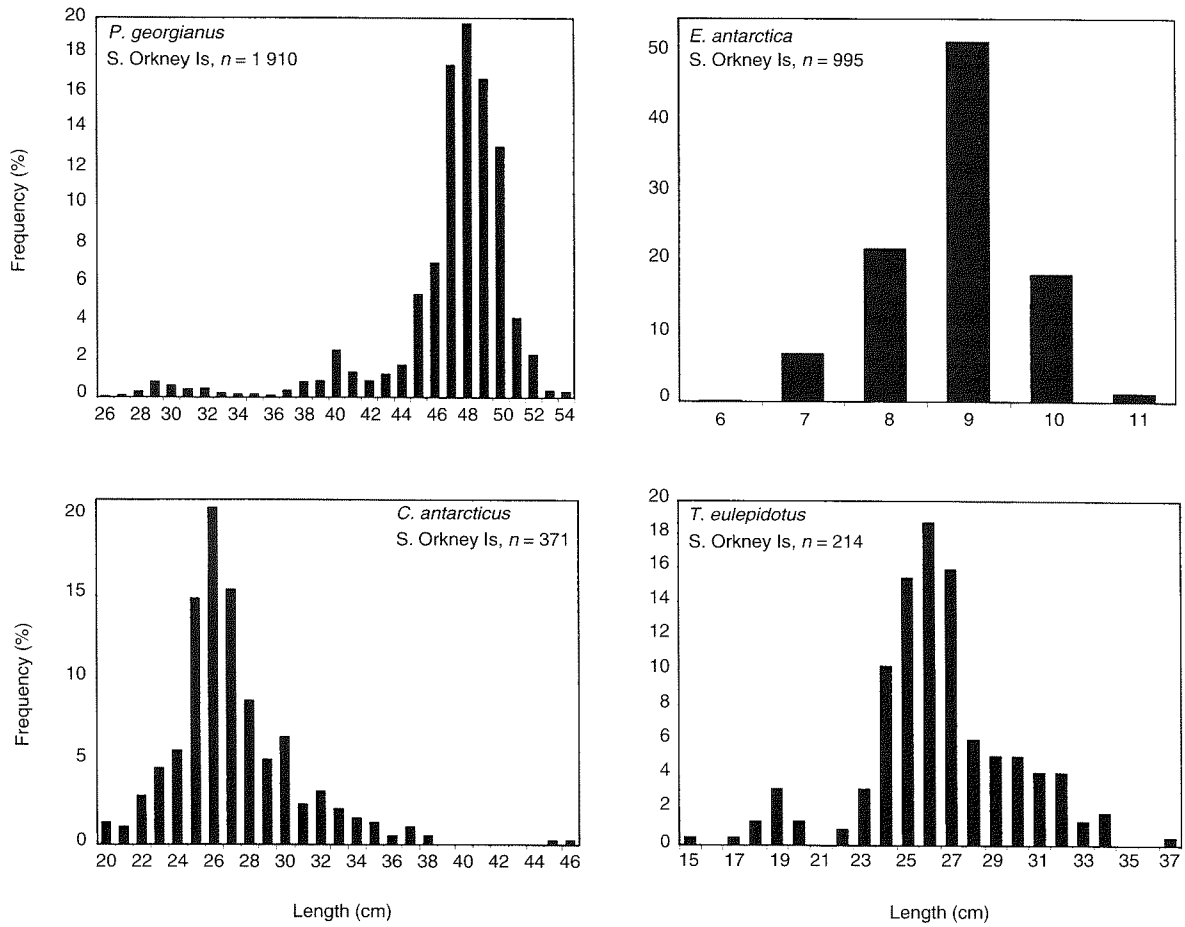 P. georgianus
S. Orkney Is, n = 1 910
Frequency (%)
20
18
16
14
12
10
8
6
4
2
0
26 28 30 32 34 36 38 40 42 44 46 48 50 52 54
E. antarctica
S. Orkney Is, n = 995
50
40
30
20
10
0
6 7 8 9 10 11
C. antarcticus
S. Orkney Is, n = 371
Frequency (%)
20
15
10
5
0
20 22 24 26 28 30 32 34 36 38 40 42 44 46
Length (cm)
T. eulepidotus
S. Orkney Is, n = 214
20
18
16
14
12
10
8
6
4
2
0
15 17 19 21 23 25 27 29 31 33 35 37
Length (cm)